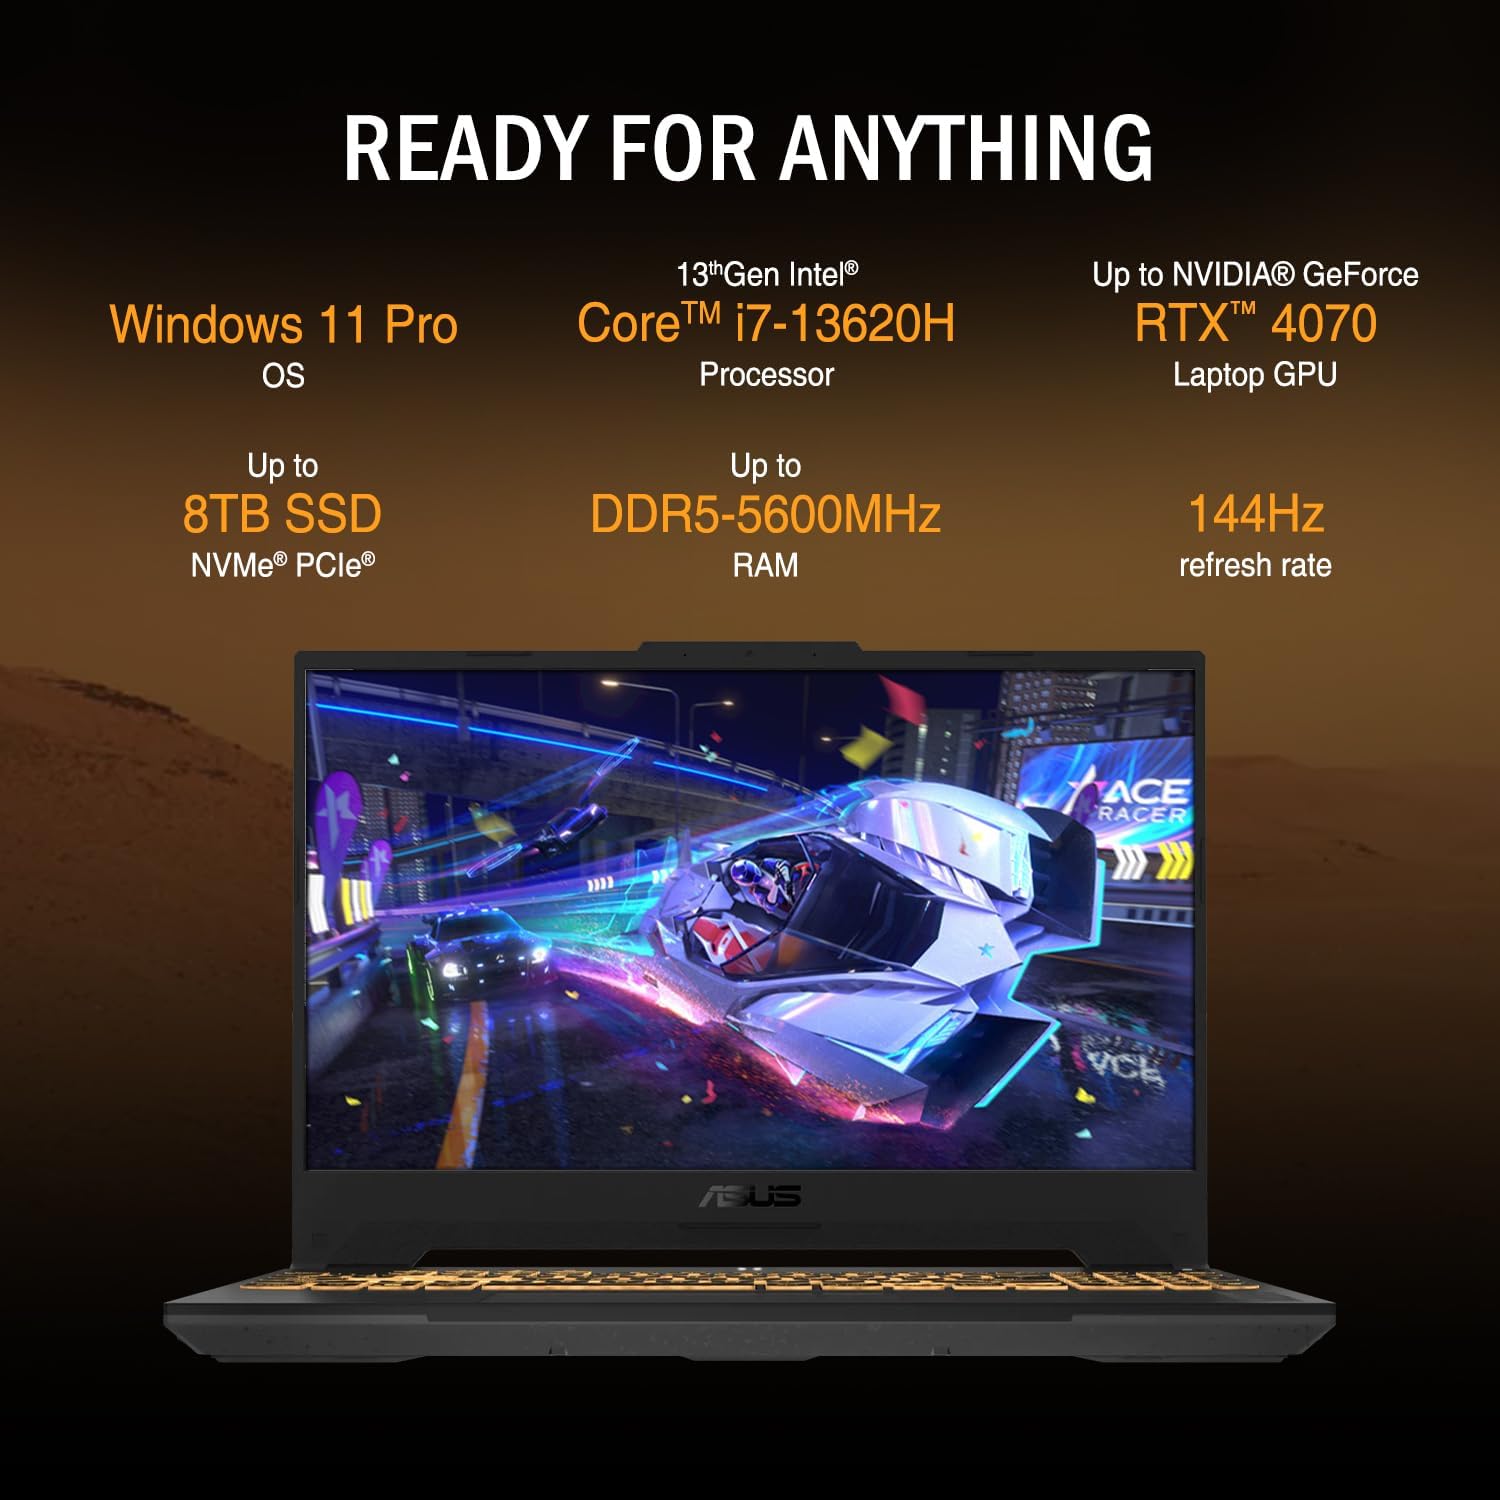 READY FOR ANYTHING
Windows 11 Pro
OS
13thGen Intel®
Core™ i7-13620H
Processor
Up to NVIDIA® GeForce
RTX™ 4070
Laptop GPU
Up to
8TB SSD
NVMe® PCIe®
Up to
DDR5-5600MHz
RAM
144Hz
refresh rate
ACE
RACER
ASUS